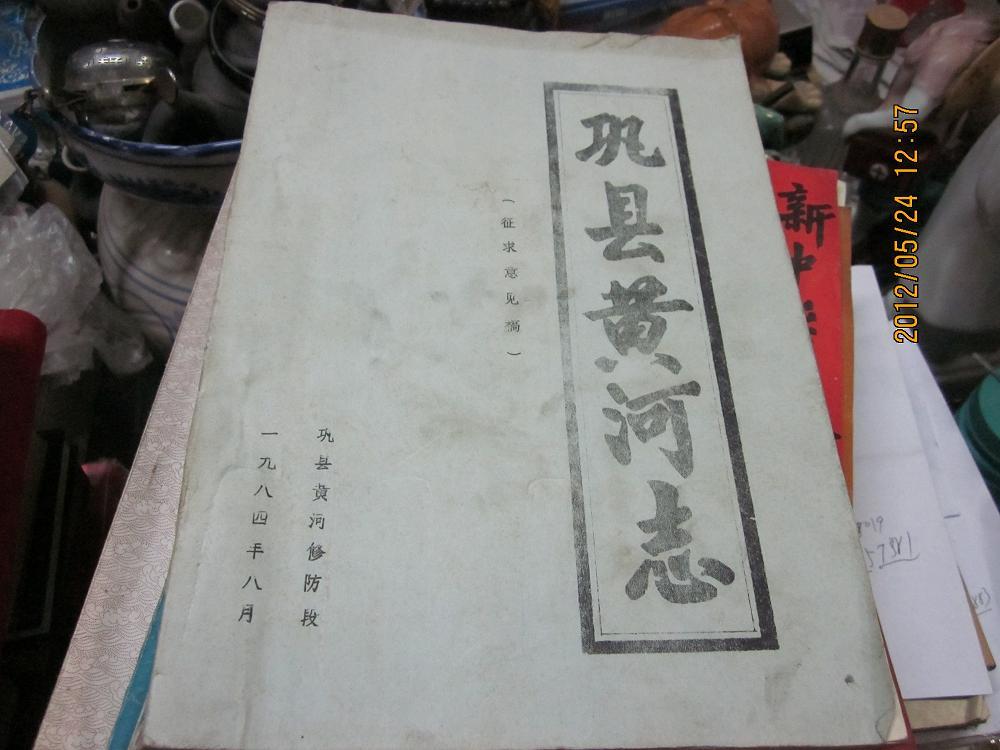 巩县黄河志
（征求意见稿）
巩县黄河修防段
一九八四年八月
新中
2012/05/24 12:57